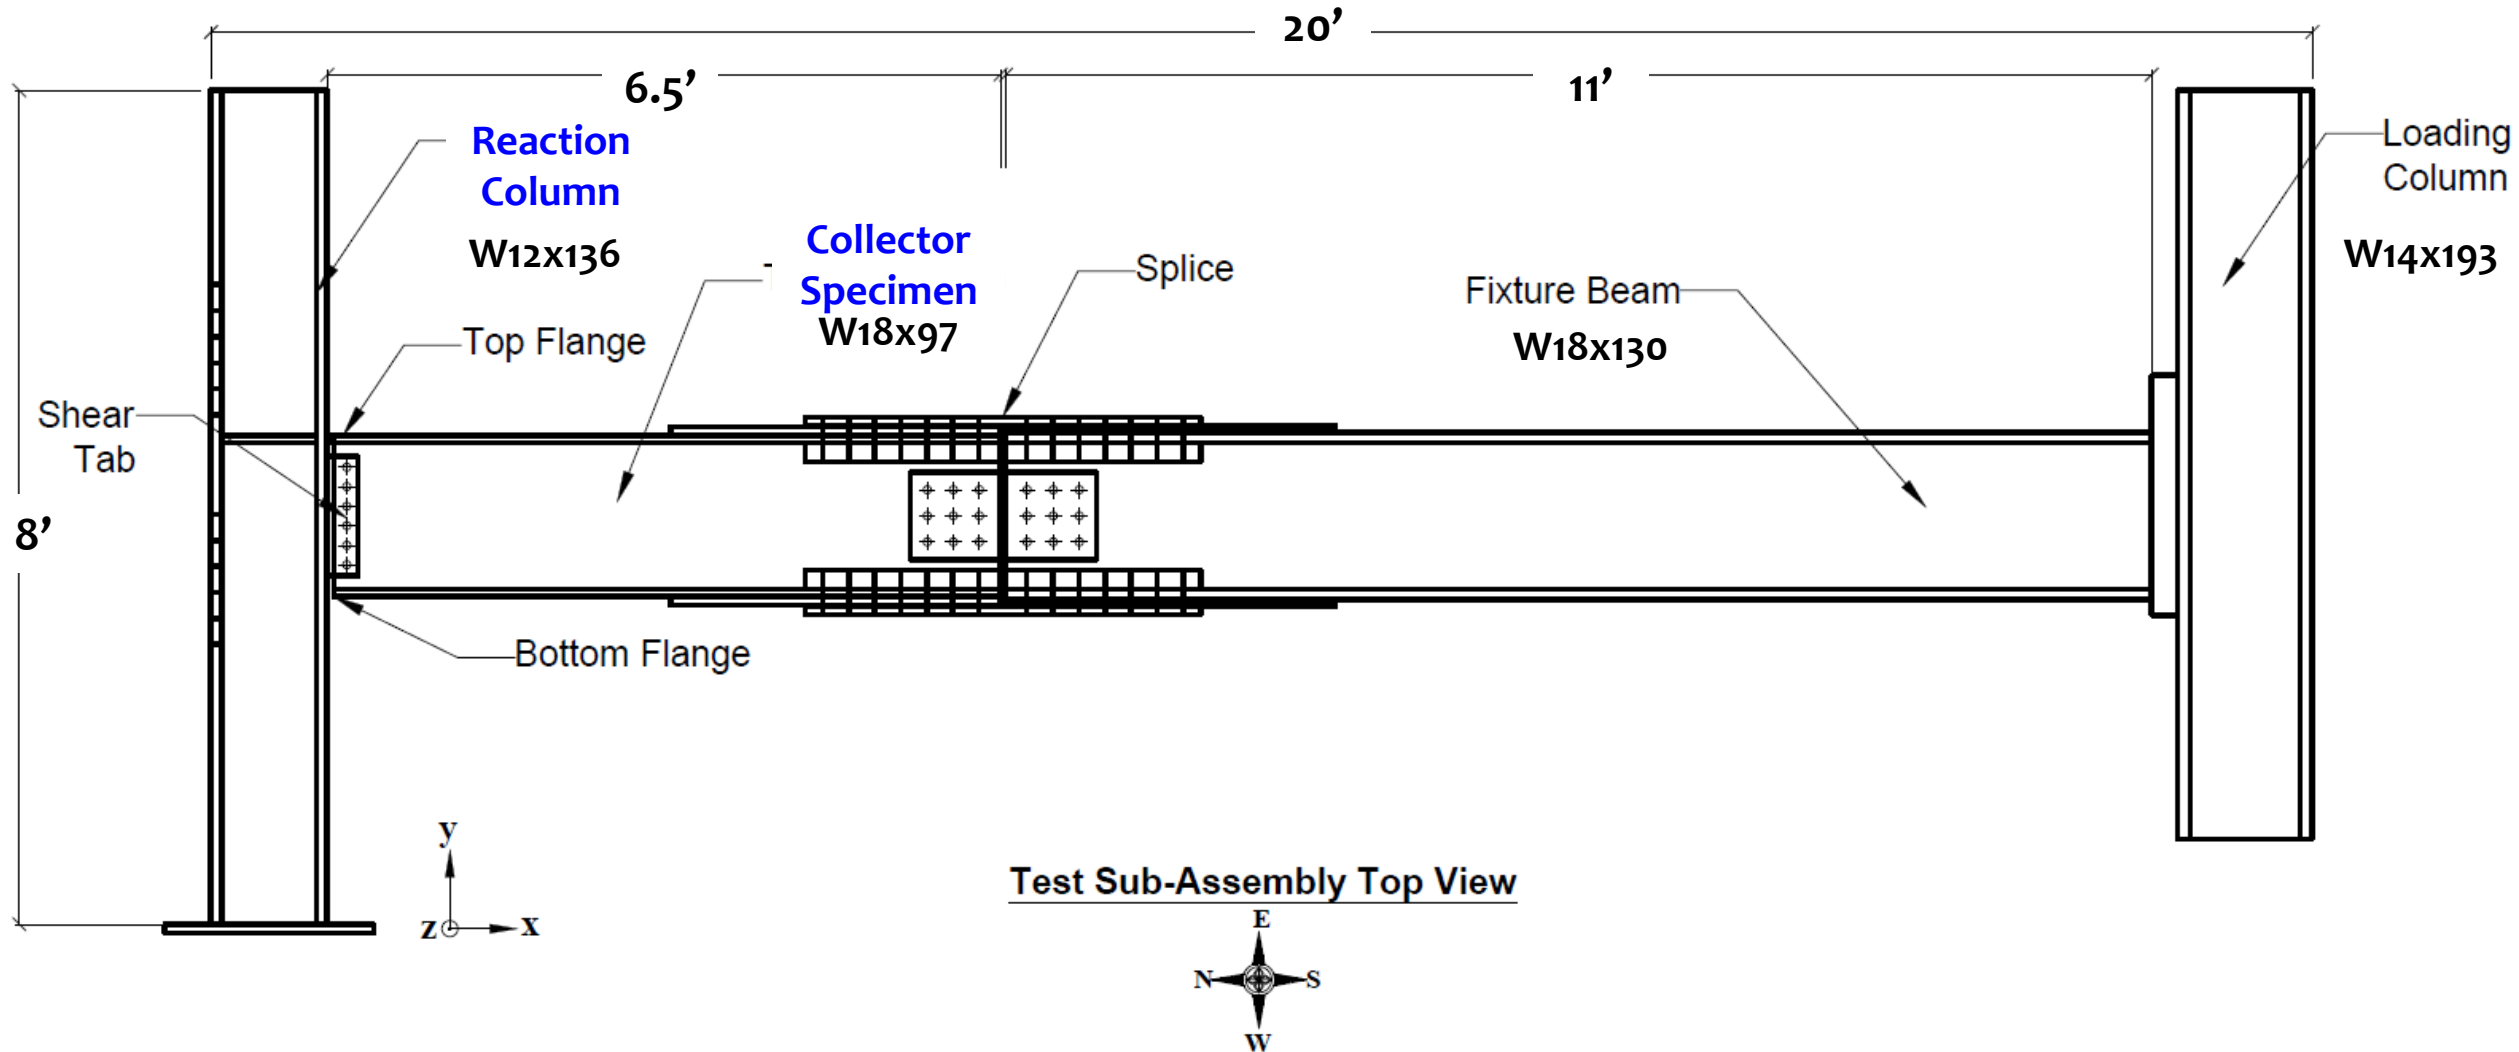 20’
6.5’
11’
Reaction
Column
W12x136
Collector
Specimen
W18x97
Splice
Fixture Beam
W18x130
Loading
Column
W14x193
Top Flange
Shear
Tab
8’
Bottom Flange
y
z
x
Test Sub-Assembly Top View
E
N
S
W